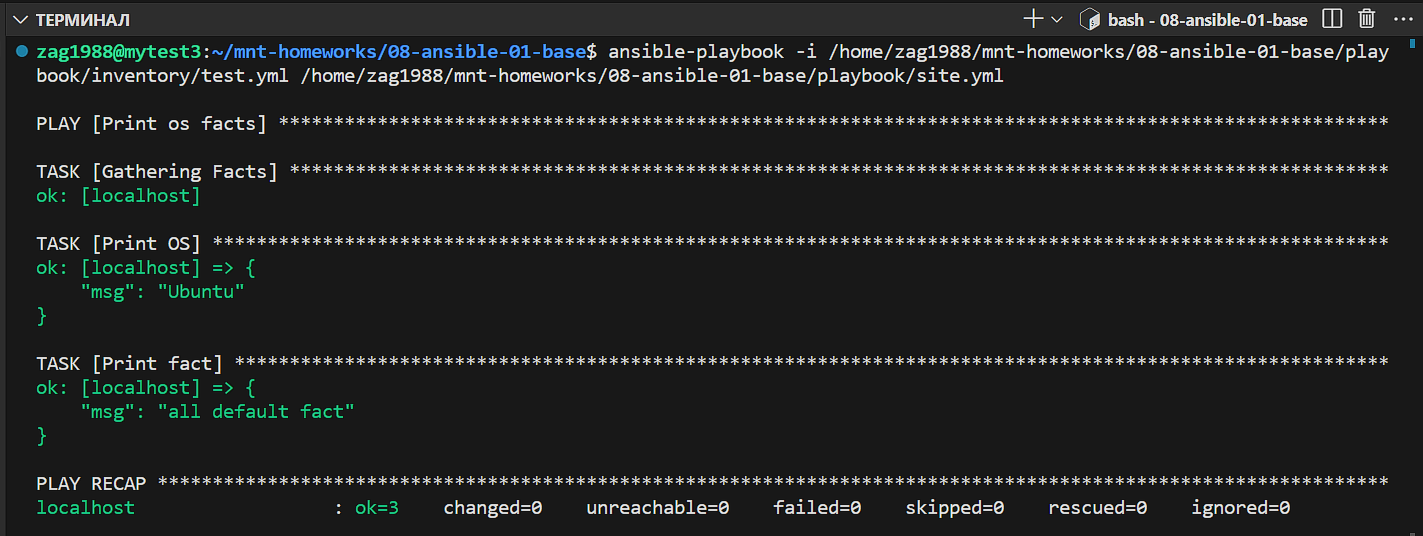 ТЕРМИНАЛ
bash - 08-ansible-01-base
zag1988@mytest3:~/mnt-homeworks/08-ansible-01-base$ ansible-playbook -i /home/zag1988/mnt-homeworks/08-ansible-01-base/play
book/inventory/test.yml /home/zag1988/mnt-homeworks/08-ansible-01-base/playbook/site.yml
PLAY [Print os facts] *****************************************************************************************************
TASK [Gathering Facts] ****************************************************************************************************
ok: [localhost]
TASK [Print OS] ***********************************************************************************************************
ok: [localhost] => {
    "msg": "Ubuntu"
}
TASK [Print fact] *********************************************************************************************************
ok: [localhost] => {
    "msg": "all default fact"
}
PLAY RECAP ****************************************************************************************************************
localhost                  : ok=3    changed=0    unreachable=0    failed=0    skipped=0    rescued=0    ignored=0